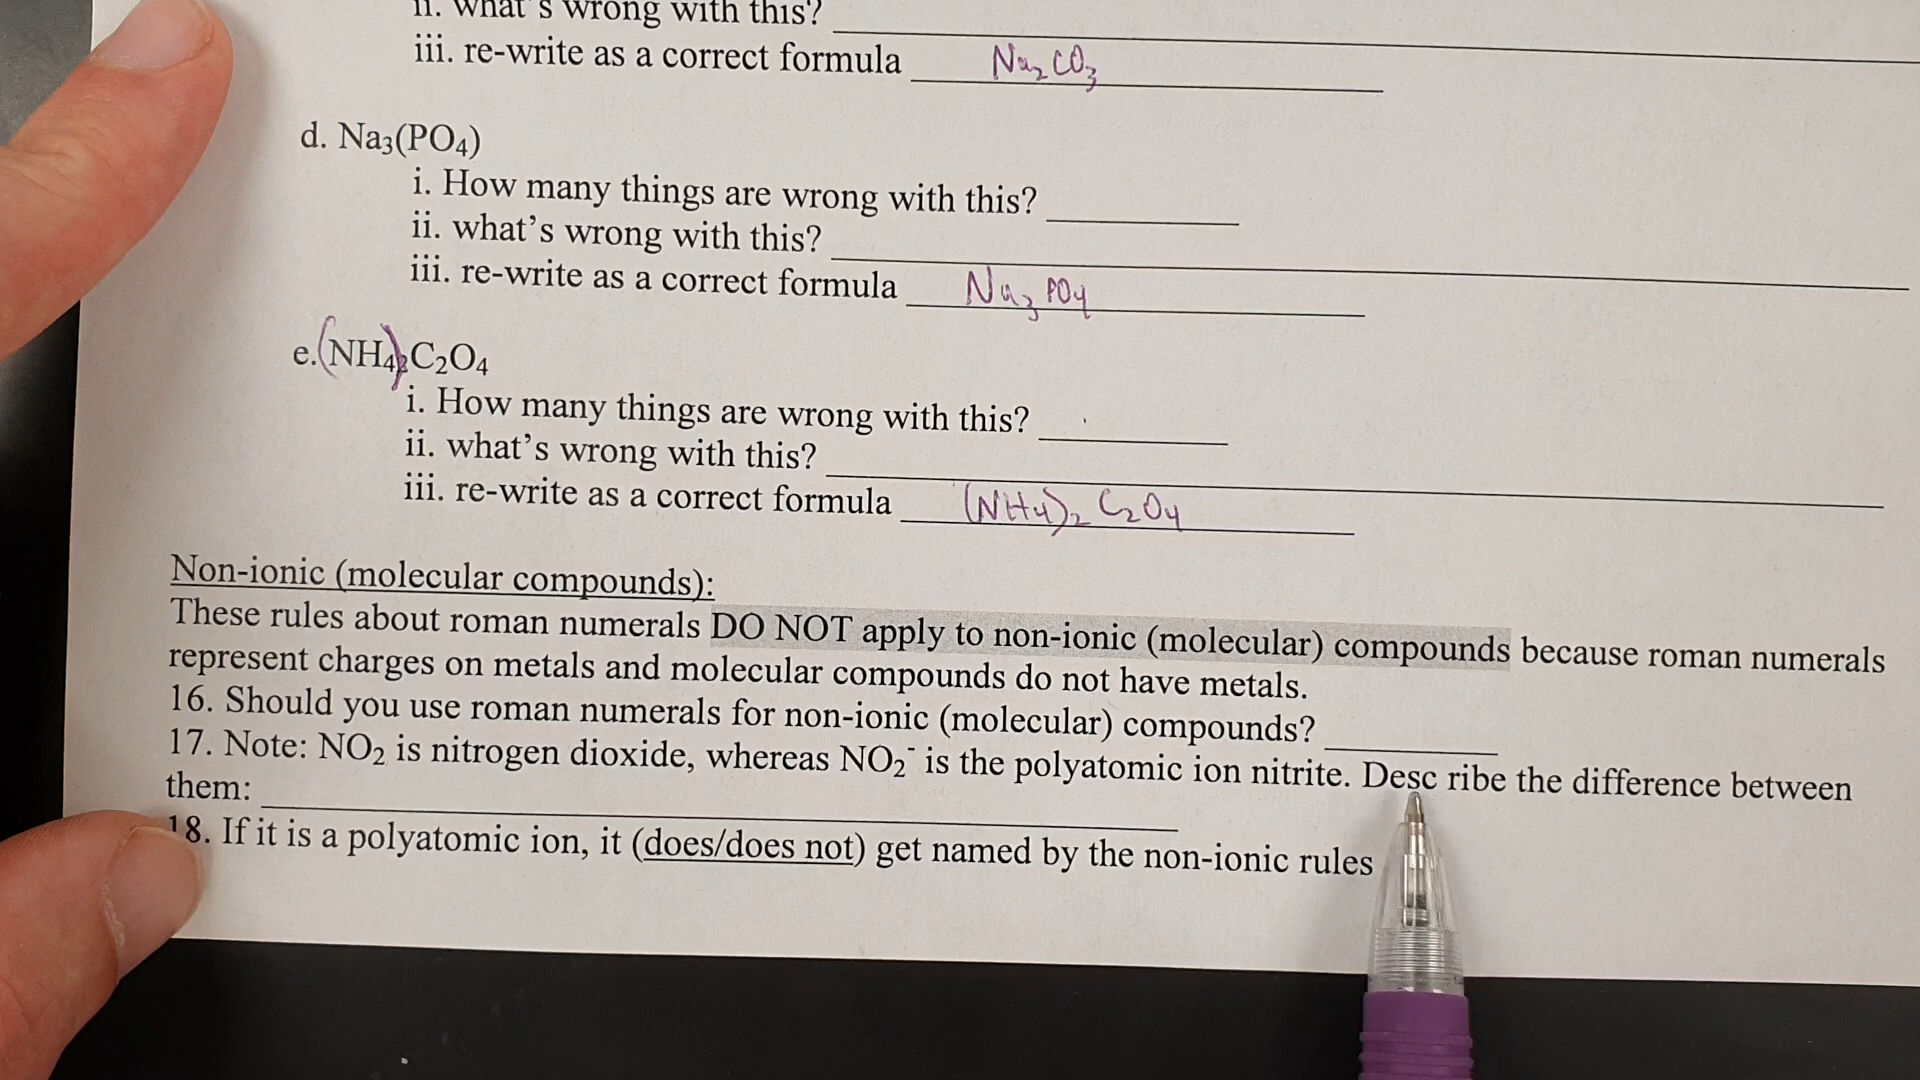 ii. what's wrong with this?
iii. re-write as a correct formula Na₂CO₃
d. Na₃(PO₄)
i. How many things are wrong with this?
ii. what's wrong with this?
iii. re-write as a correct formula Na₃PO₄
e. (NH₄)₂C₂O₄
i. How many things are wrong with this?
ii. what's wrong with this?
iii. re-write as a correct formula (NH₄)₂C₂O₄
Non-ionic (molecular compounds):
These rules about roman numerals DO NOT apply to non-ionic (molecular) compounds because roman numerals
represent charges on metals and molecular compounds do not have metals.
16. Should you use roman numerals for non-ionic (molecular) compounds?
17. Note: NO₂ is nitrogen dioxide, whereas NO₂⁻ is the polyatomic ion nitrite. Desc ribe the difference between
them:
18. If it is a polyatomic ion, it (does/does not) get named by the non-ionic rules